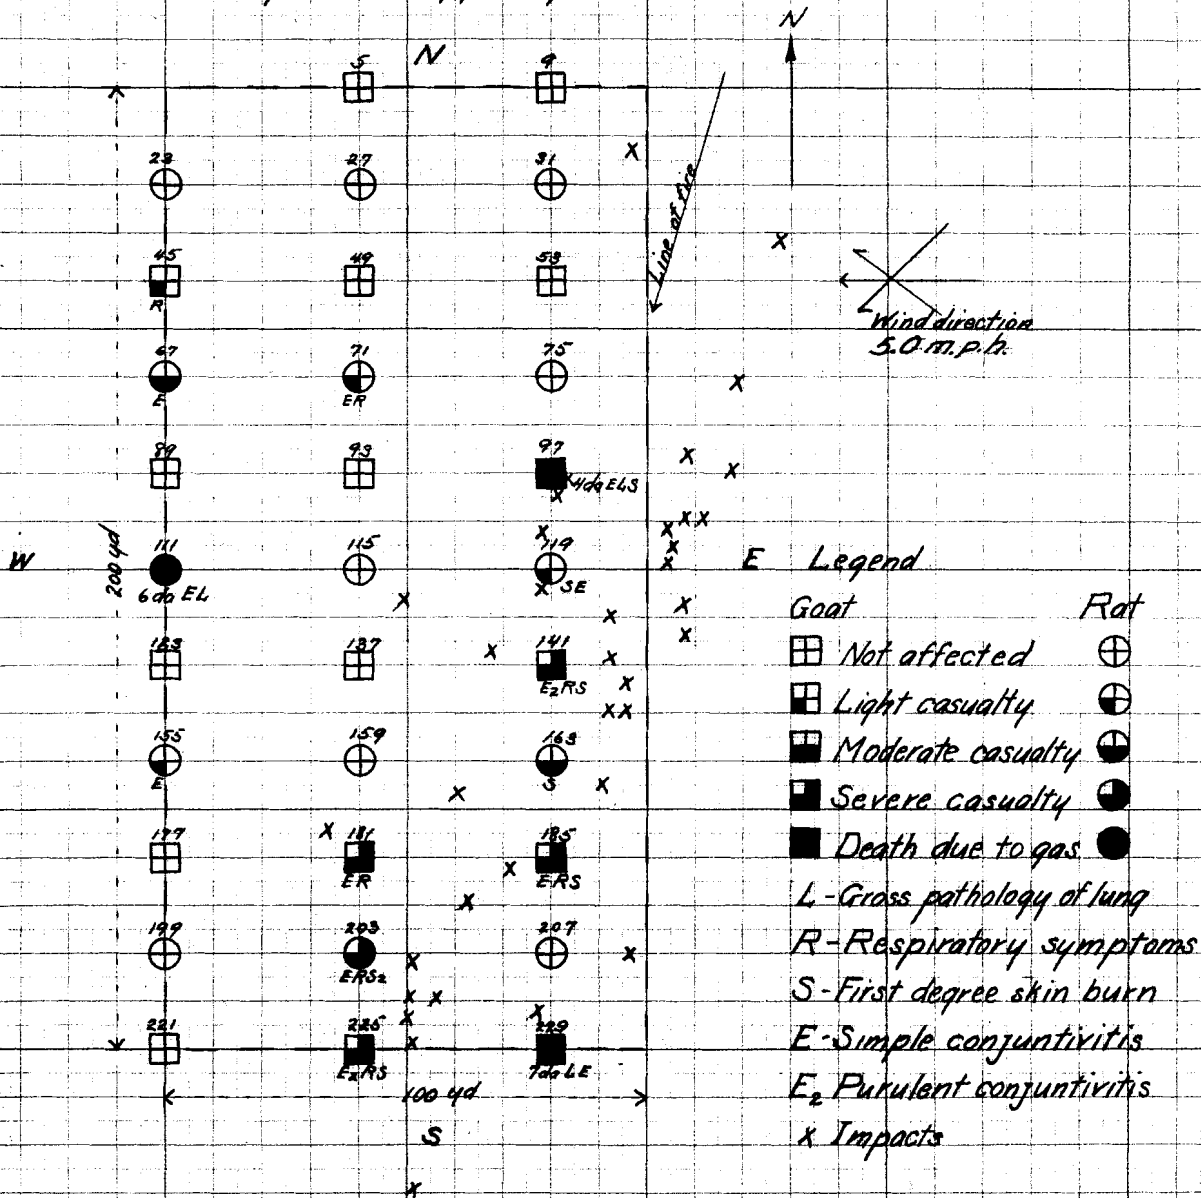 N
N
5 9
23 27 31
Line of fire
45 49 53
R
Wind direction
5.0 m.p.h.
67 71 75
E ER
89 93 97
4da ELS
200 yd
W
111 115 119
E
6 da EL
SE
133 137 141
E₂RS
155 159 163
E S
177 181 185
ER ERS
199 203 207
ERS₂
221 225 229
E₂RS 7da LE
100 yd
S
Legend
Goat Rat
Not affected
Light casualty
Moderate casualty
Severe casualty
Death due to gas
L - Gross pathology of lung
R - Respiratory symptoms
S - First degree skin burn
E - Simple conjuntivitis
E₂ Purulent conjuntivitis
x Impacts